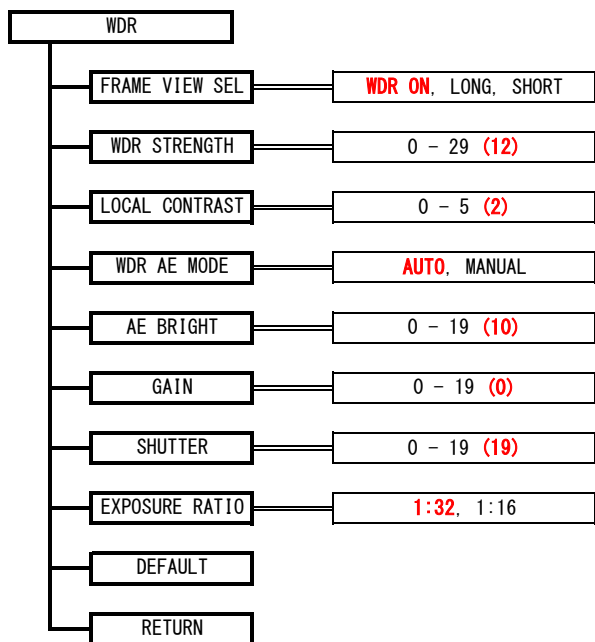 WDR
FRAME VIEW SEL WDR ON, LONG, SHORT
WDR STRENGTH 0 - 29 (12)
LOCAL CONTRAST 0 - 5 (2)
WDR AE MODE AUTO, MANUAL
AE BRIGHT 0 - 19 (10)
GAIN 0 - 19 (0)
SHUTTER 0 - 19 (19)
EXPOSURE RATIO 1:32, 1:16
DEFAULT
RETURN